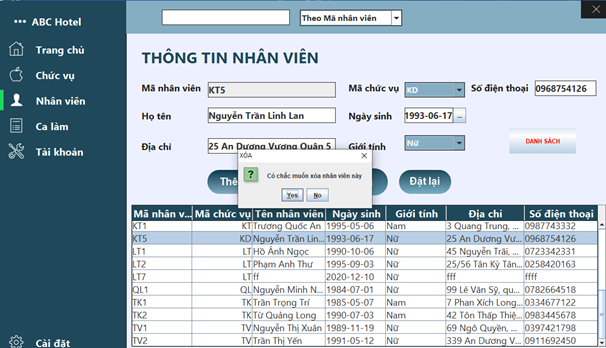 ••• ABC Hotel
Theo Mã nhân viên
X
Trang chủ
Chức vụ
Nhân viên
Ca làm
Tài khoản
Cài đặt
THÔNG TIN NHÂN VIÊN
Mã nhân viên KT5 Mã chức vụ KD Số điện thoại 0968754126
Họ tên Nguyễn Trần Linh Lan Ngày sinh 1993-06-17 ...
Địa chỉ 25 An Dương Vương Quận 5 Giới tính Nữ
DANH SÁCH
XÓA
Có chắc muốn xóa nhân viên này
Yes No
Đặt lại
Mã nhân v... Mã chức vụ Tên nhân viên Ngày sinh Giới tính Địa chỉ Số điện thoại
KT1 KT Trương Quốc An 1995-05-06 Nam 3 Quang Trung, ... 0987743332
KT5 KD Nguyễn Trần Lin... 1993-06-17 Nữ 25 An Dương Vư... 0968754126
LT1 LT Hồ Ánh Ngọc 1990-10-06 Nữ 45 Nguyễn Trãi, ... 0723342331
LT2 LT Phạm Anh Thư 1995-09-03 Nữ 25/56 Tân Kỳ Tân... 0258420163
LT7 LT ff 2020-12-10 Nữ fff ffff
QL1 QL Nguyễn Minh N... 1984-07-01 Nữ 99 Lê Văn Sỹ, qu... 0782664518
TK1 TK Trần Trọng Trí 1985-05-07 Nam 7 Phan Xích Long... 0334677122
TK2 TK Từ Quảng Long 1990-07-03 Nam 42 Tôn Thấp Thiệ... 0983445678
TV1 TV Nguyễn Thị Xuân 1989-11-19 Nữ 69 Ngô Quyền,... 0397421798
TV2 TV Trần Thị Yến 1991-05-12 Nữ 339 An Dương V... 0911692450